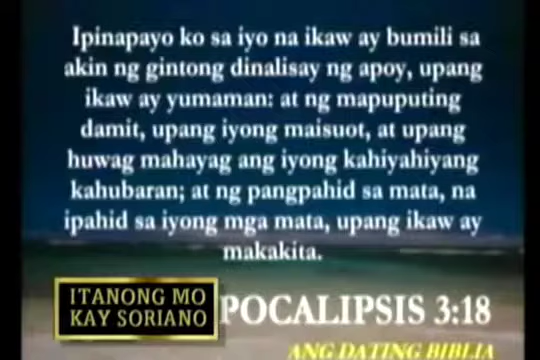 Ipinapayo ko sa iyo na ikaw ay bumili sa
akin ng gintong dinalisay ng apoy, upang
ikaw ay yumaman: at ng mapuputing
damit, upang iyong maisuot, at upang
huwag mahayag ang iyong kahiyahiyang
kahubaran; at ng pangpahid sa mata, na
ipahid sa iyong mga mata, upang ikaw ay
makakita.
ITANONG MO
KAY SORIANO
POCALIPSIS 3:18
ANG DATING BIBLIA